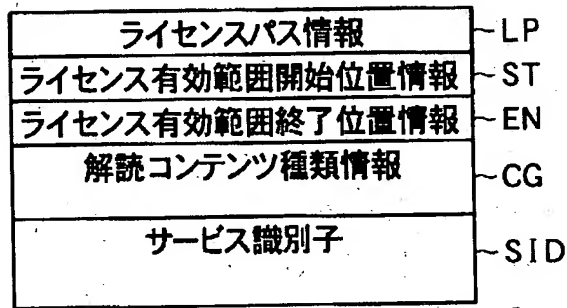 ライセンスパス情報 ~LP
ライセンス有効範囲開始位置情報 ~ST
ライセンス有効範囲終了位置情報 ~EN
解読コンテンツ種類情報 ~CG
サービス識別子 ~SID